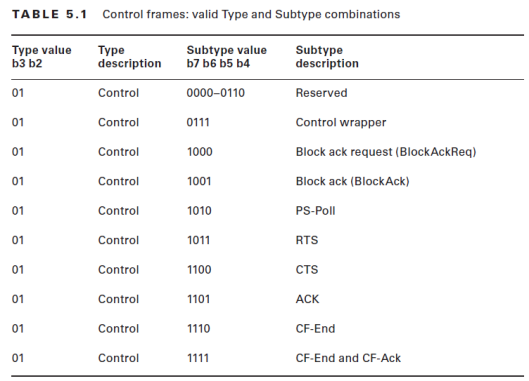 TABLE 5.1 Control frames: valid Type and Subtype combinations
Type value Type Subtype value Subtype
b3 b2 description b7 b6 b5 b4 description
01 Control 0000–0110 Reserved
01 Control 0111 Control wrapper
01 Control 1000 Block ack request (BlockAckReq)
01 Control 1001 Block ack (BlockAck)
01 Control 1010 PS-Poll
01 Control 1011 RTS
01 Control 1100 CTS
01 Control 1101 ACK
01 Control 1110 CF-End
01 Control 1111 CF-End and CF-Ack